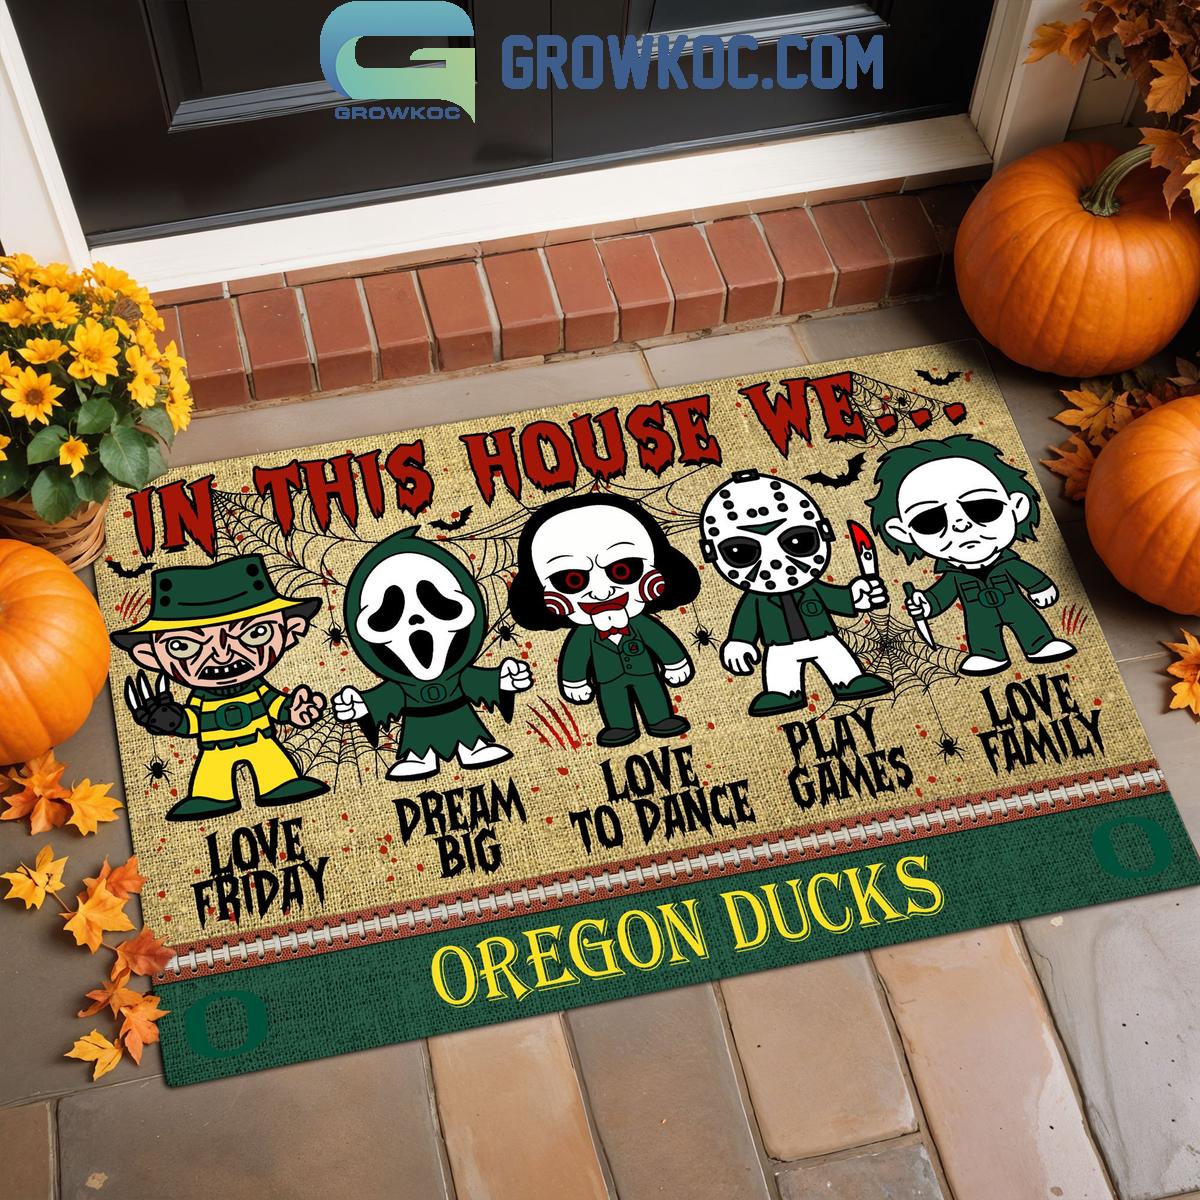 GROWKOC
GROWKOC.COM
IN THIS HOUSE WE...
LOVE
FRIDAY
DREAM
BIG
LOVE
TO DANCE
PLAY
GAMES
LOVE
FAMILY
OREGON DUCKS
O
O